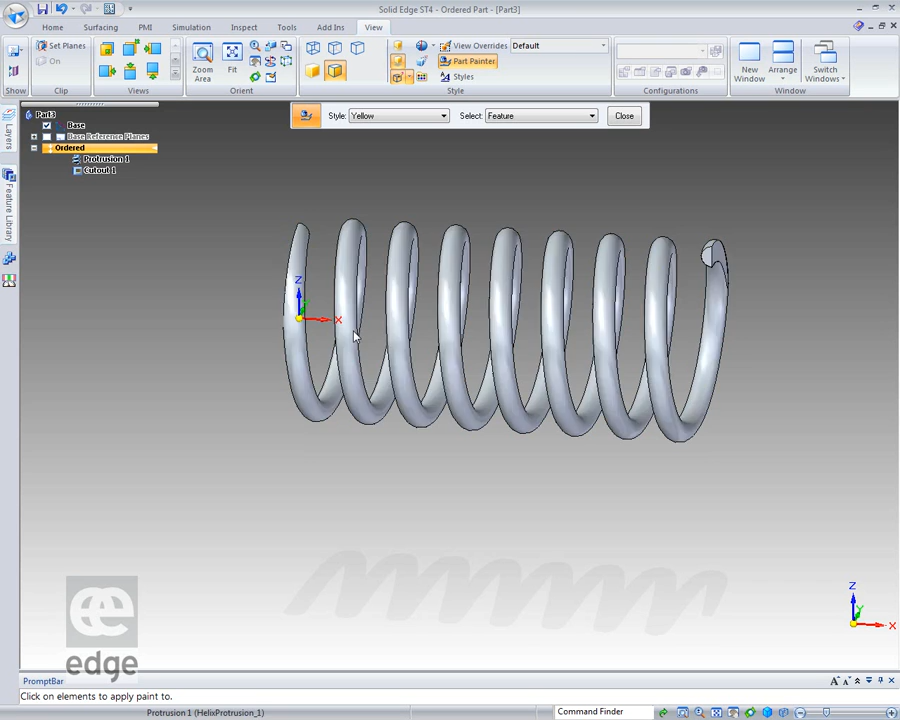 Solid Edge ST4 - Ordered Part - [Part3]
Home Surfacing PMI Simulation Inspect Tools Add Ins View
Set Planes
On
Show Clip
Views
Zoom
Area
Fit
Orient
View Overrides Default
Part Painter
Styles
Style
Configurations
New
Window
Arrange
Switch
Windows
Window
Style: Yellow Select: Feature Close
Layers
Feature Library
Part3
Base
Base Reference Planes
Ordered
Protrusion 1
Cutout 1
Z
X
Z
Y
X
edge
PromptBar
Click on elements to apply paint to.
Protrusion 1 (HelixProtrusion_1)
Command Finder